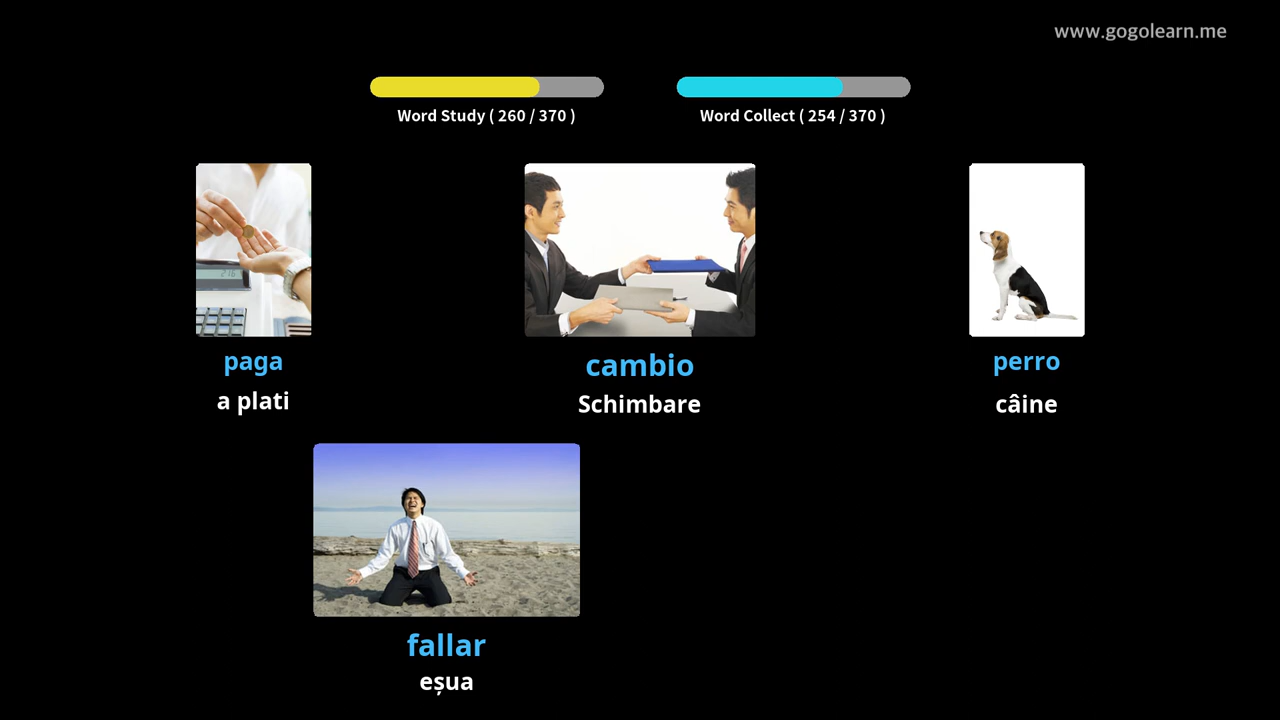 www.gogolearn.me
Word Study ( 260 / 370 )
Word Collect ( 254 / 370 )
paga
a plati
cambio
Schimbare
perro
câine
fallar
eșua